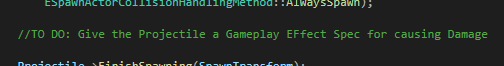 ESpawnActorCollisionHandlingMethod::AlwaysSpawn);
//TO DO: Give the Projectile a Gameplay EFfect Spec for causing Damage
Projectile->FinishSpawning(SpawnTransform);